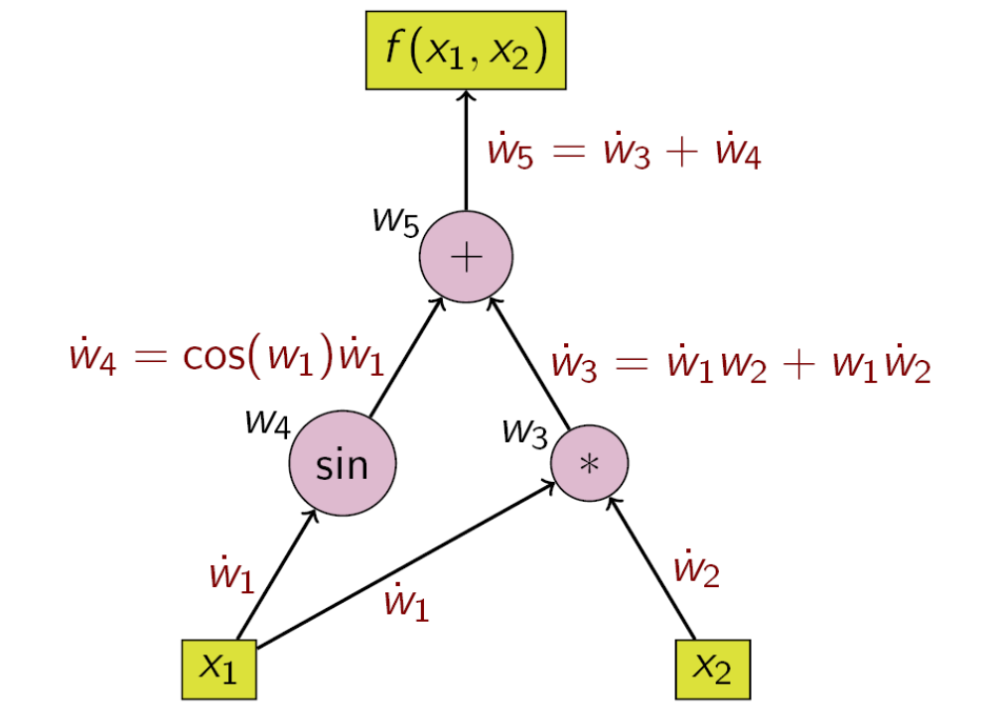 f(x₁, x₂)
ẇ₅ = ẇ₃ + ẇ₄
w₅
+
ẇ₄ = cos(w₁)ẇ₁
ẇ₃ = ẇ₁w₂ + w₁ẇ₂
w₄
w₃
sin
*
ẇ₁
ẇ₁
ẇ₂
x₁
x₂